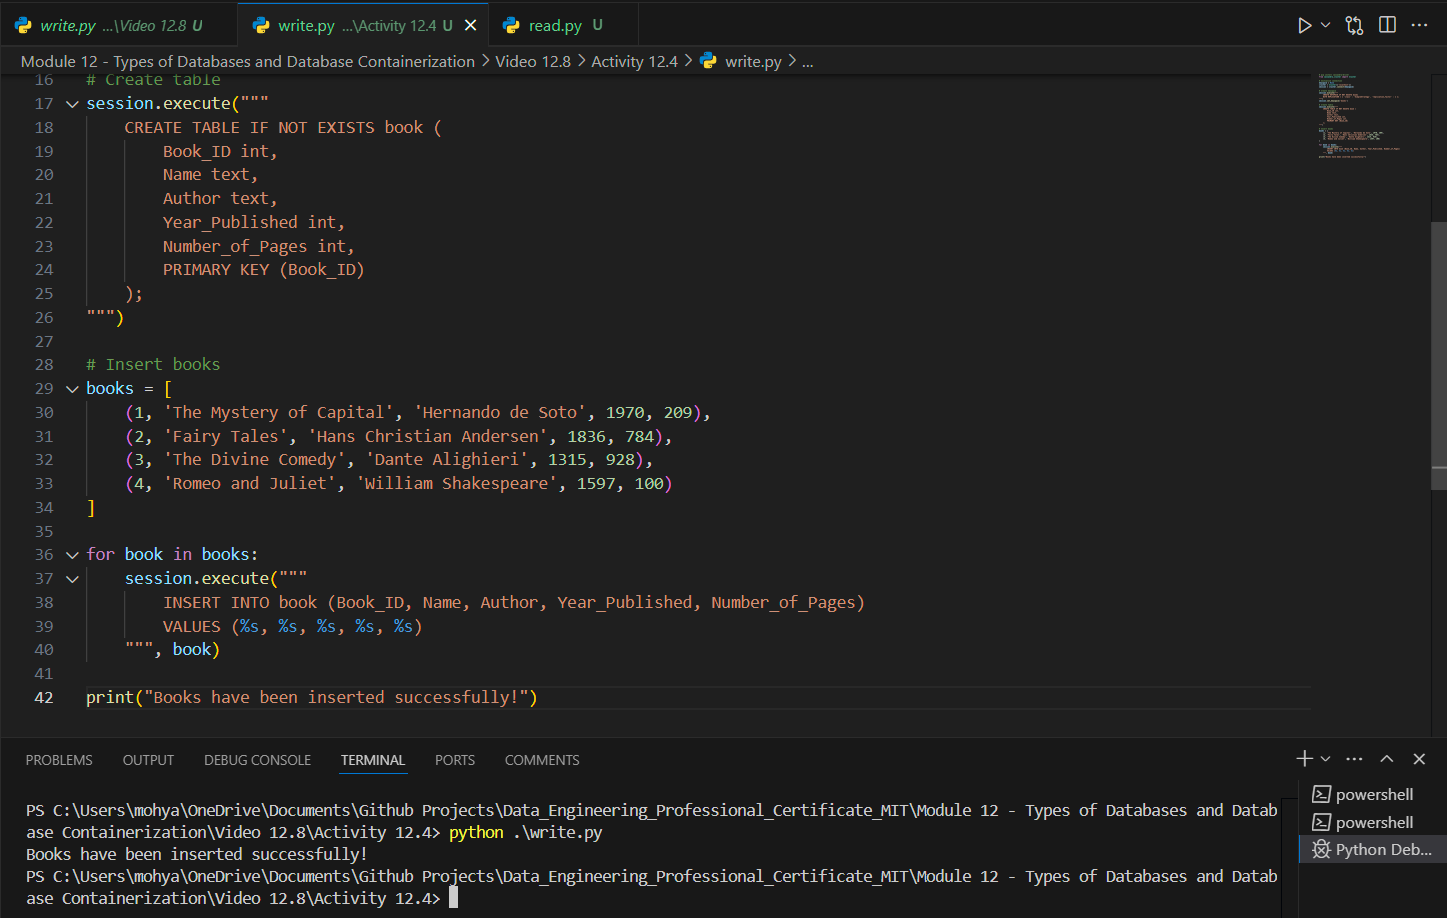 write.py ...\Video 12.8 U write.py ...\Activity 12.4 U read.py U
Module 12 - Types of Databases and Database Containerization > Video 12.8 > Activity 12.4 > write.py > ...
16 # Create table
17 session.execute("""
18 CREATE TABLE IF NOT EXISTS book (
19 Book_ID int,
20 Name text,
21 Author text,
22 Year_Published int,
23 Number_of_Pages int,
24 PRIMARY KEY (Book_ID)
25 );
26 """)
27
28 # Insert books
29 books = [
30 (1, 'The Mystery of Capital', 'Hernando de Soto', 1970, 209),
31 (2, 'Fairy Tales', 'Hans Christian Andersen', 1836, 784),
32 (3, 'The Divine Comedy', 'Dante Alighieri', 1315, 928),
33 (4, 'Romeo and Juliet', 'William Shakespeare', 1597, 100)
34 ]
35
36 for book in books:
37 session.execute("""
38 INSERT INTO book (Book_ID, Name, Author, Year_Published, Number_of_Pages)
39 VALUES (%s, %s, %s, %s, %s)
40 """, book)
41
42 print("Books have been inserted successfully!")
PROBLEMS OUTPUT DEBUG CONSOLE TERMINAL PORTS COMMENTS
PS C:\Users\mohya\OneDrive\Documents\Github Projects\Data_Engineering_Professional_Certificate_MIT\Module 12 - Types of Databases and Datab
ase Containerization\Video 12.8\Activity 12.4> python .\write.py
Books have been inserted successfully!
PS C:\Users\mohya\OneDrive\Documents\Github Projects\Data_Engineering_Professional_Certificate_MIT\Module 12 - Types of Databases and Datab
ase Containerization\Video 12.8\Activity 12.4>
powershell
powershell
Python Deb...